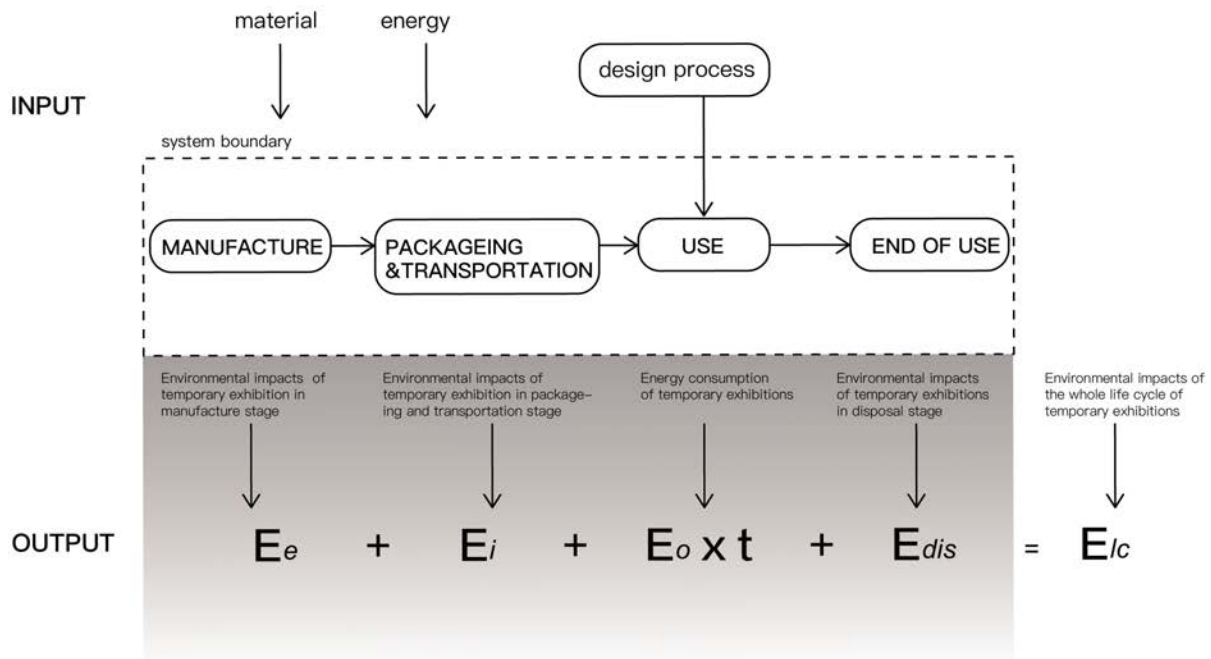 material
energy
design process
INPUT
system boundary
MANUFACTURE
PACKAGEING
&TRANSPORTATION
USE
END OF USE
Environmental impacts of
temporary exhibition in
manufacture stage
Environmental impacts of
temporary exhibition in package-
ing and transportation stage
Energy consumption
of temporary exhibitions
Environmental impacts
of temporary exhibitions
in disposal stage
Environmental impacts of
the whole life cycle of
temporary exhibitions
OUTPUT
Ee + Ei + Eo x t + Edis = Elc